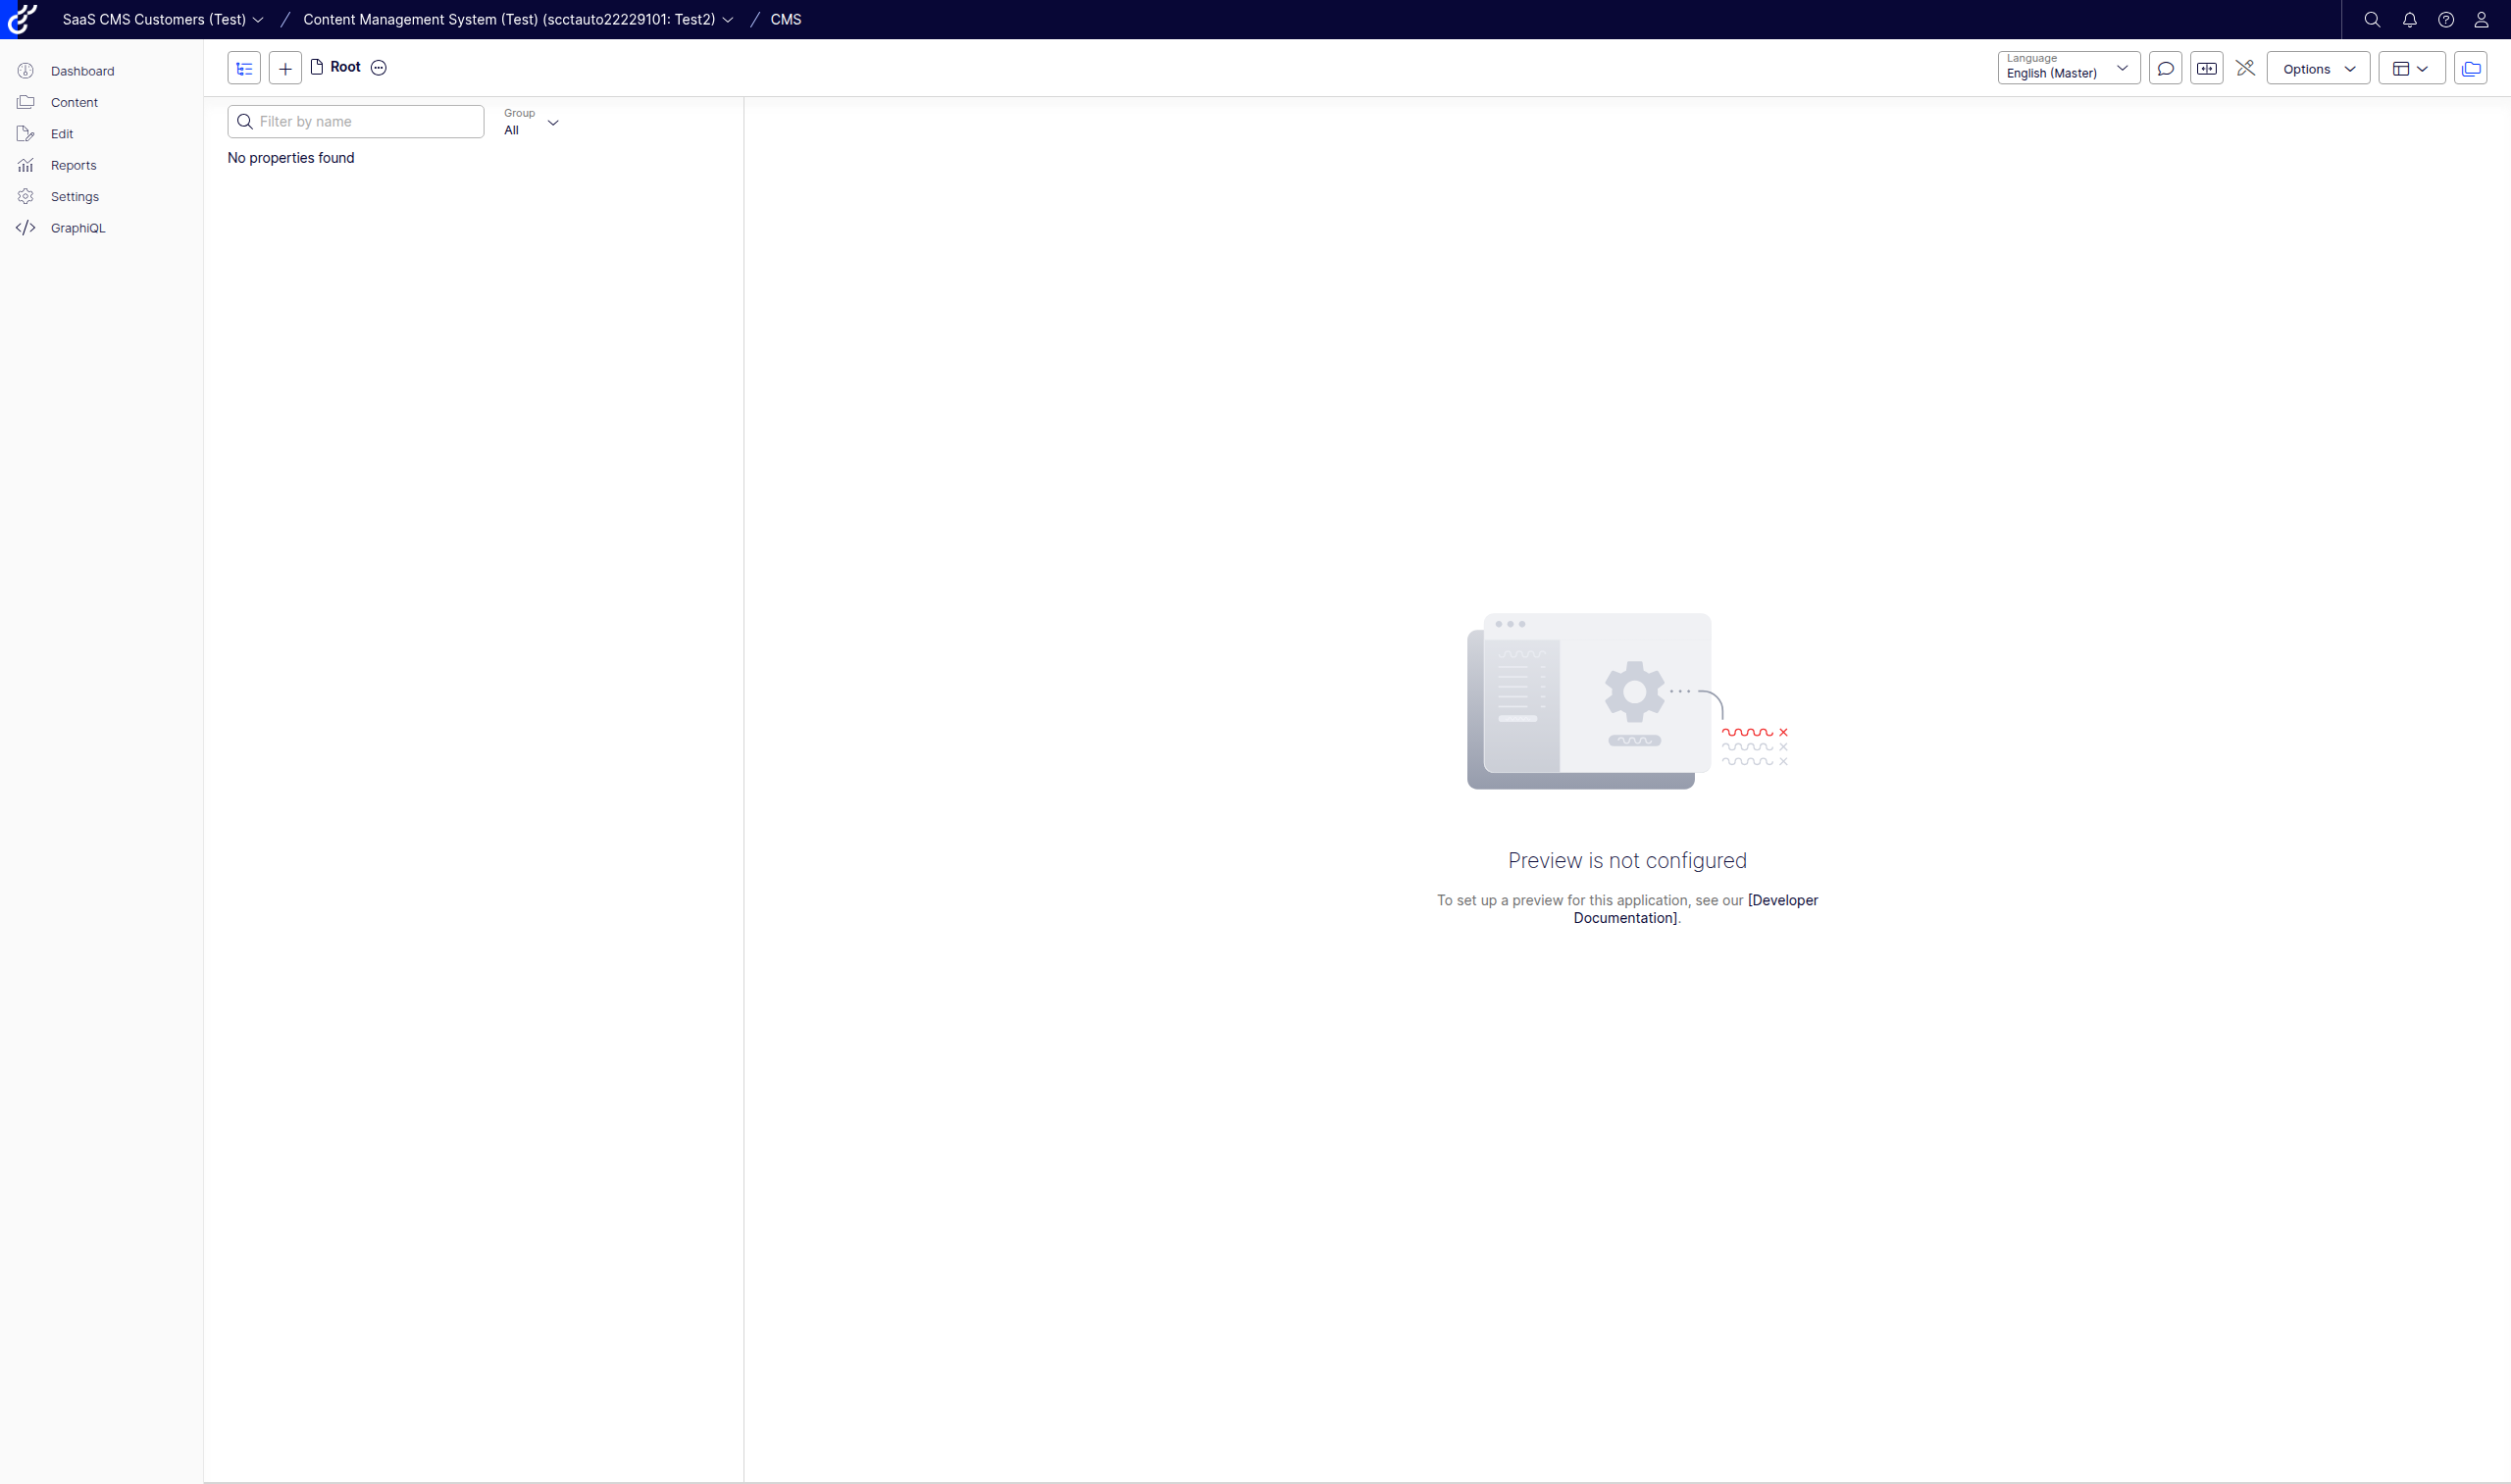 SaaS CMS Customers (Test) / Content Management System (Test) (scctauto22229101: Test2) / CMS
Dashboard
Content
Edit
Reports
Settings
GraphiQL
Root
Language
English (Master)
Options
Filter by name
Group
All
No properties found
Preview is not configured
To set up a preview for this application, see our [Developer
Documentation].